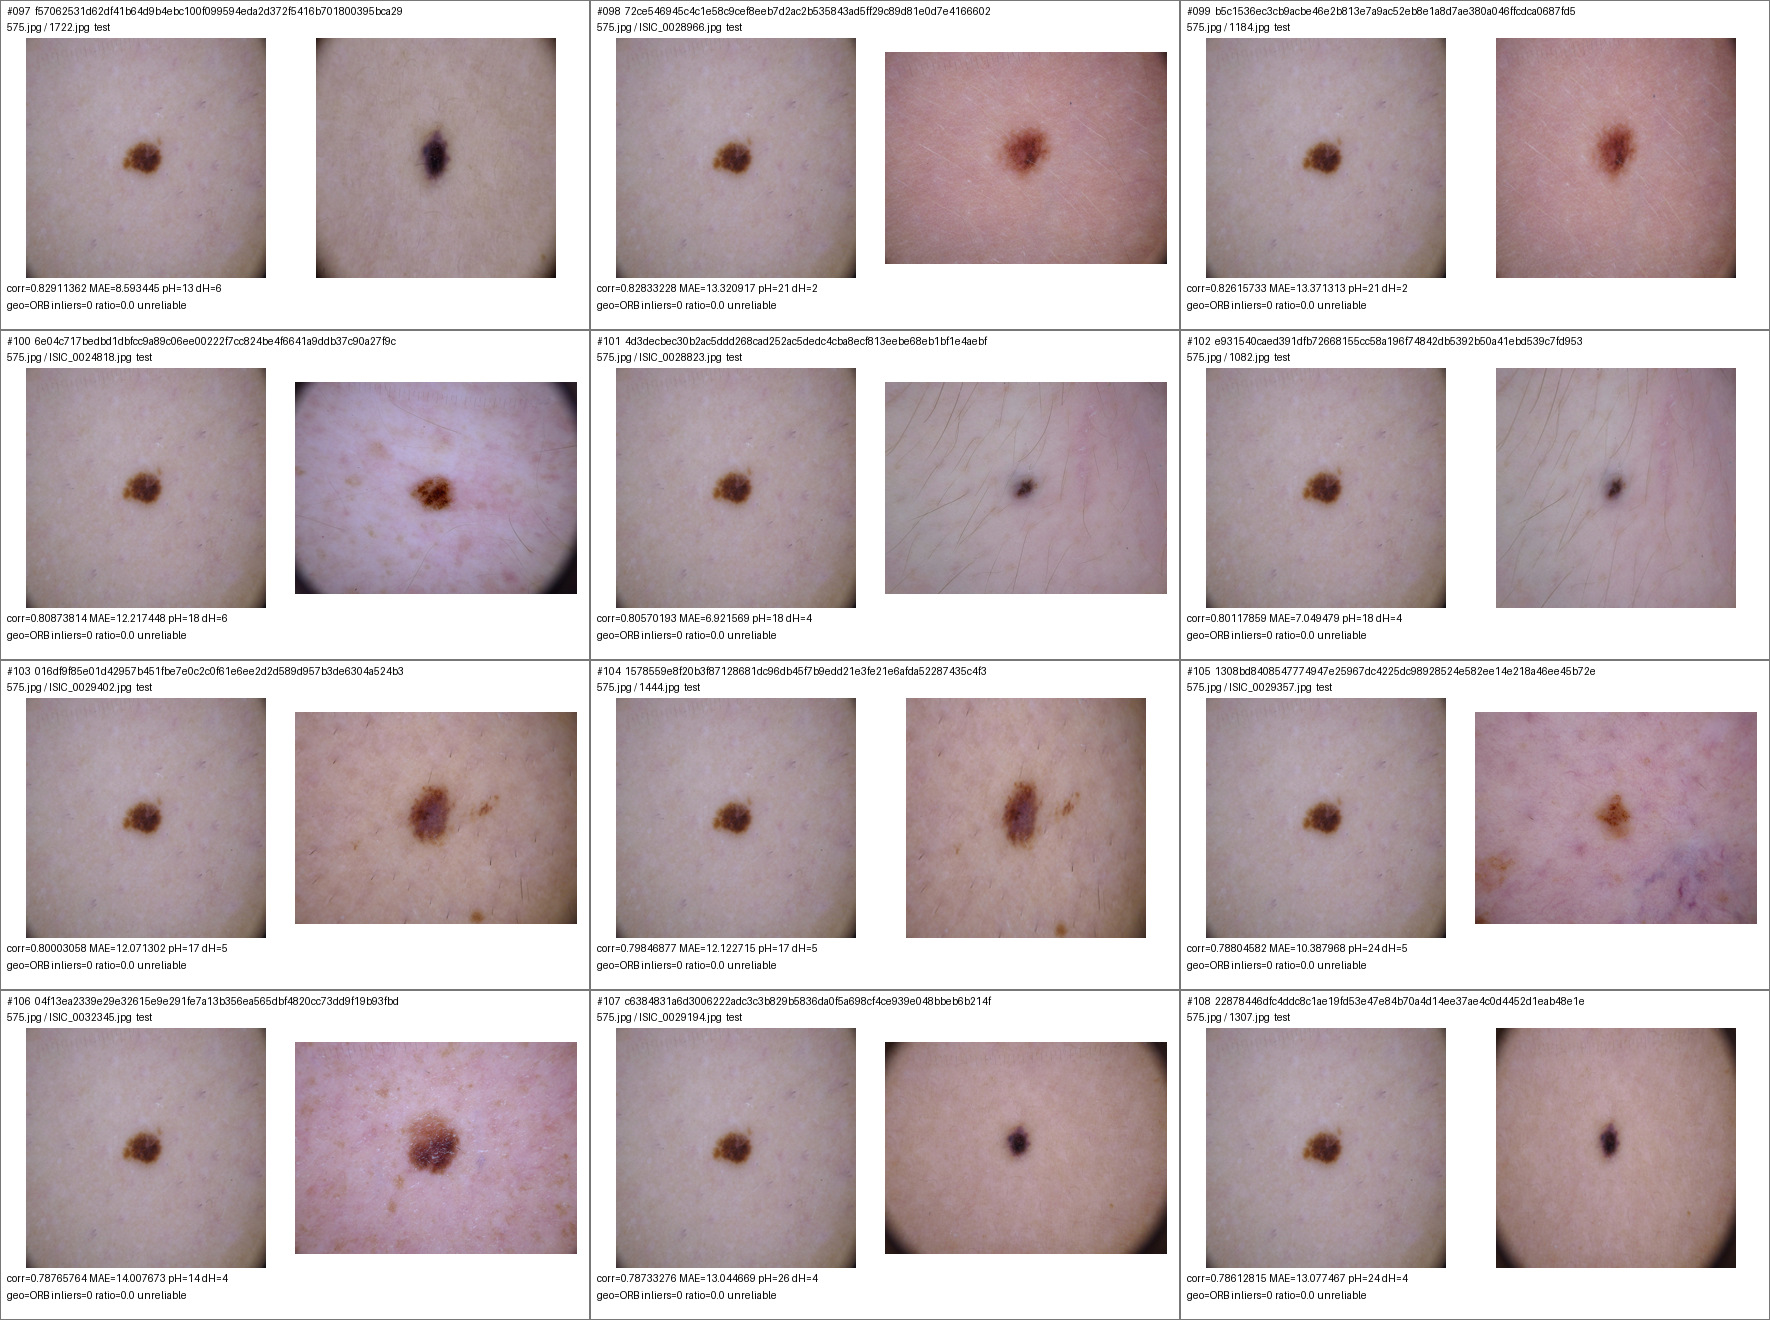 #097 f57062531d62df41b64d9b4ebc100f099594eda2d372f5416b701800395bca29
575.jpg / 1722.jpg test
corr=0.82911362 MAE=8.593445 pH=13 dH=6
geo=ORB inliers=0 ratio=0.0 unreliable
#098 72ce546945c4c1e58c9cef8eeb7d2ac2b535843ad5ff29c89d81e0d7e4166602
575.jpg / ISIC_0028966.jpg test
corr=0.82833228 MAE=13.320917 pH=21 dH=2
geo=ORB inliers=0 ratio=0.0 unreliable
#099 b5c1536ec3cb9acbe46e2b813e7a9ac52eb8e1a8d7ae380a046ffcdca0687fd5
575.jpg / 1184.jpg test
corr=0.82615733 MAE=13.371313 pH=21 dH=2
geo=ORB inliers=0 ratio=0.0 unreliable
#100 6e04c717bedbd1dbfcc9a89c06ee00222f7cc824be4f6641a9ddb37c90a27f9c
575.jpg / ISIC_0024818.jpg test
corr=0.80873814 MAE=12.217448 pH=18 dH=6
geo=ORB inliers=0 ratio=0.0 unreliable
#101 4d3decbec30b2ac5ddd268cad252ac5dedc4cba8ecf813eebe68eb1bf1e4aebf
575.jpg / ISIC_0028823.jpg test
corr=0.80570193 MAE=6.921569 pH=18 dH=4
geo=ORB inliers=0 ratio=0.0 unreliable
#102 e931540caed391dfb72668155cc58a196f74842db5392b50a41ebd539c7fd953
575.jpg / 1082.jpg test
corr=0.80117859 MAE=7.049479 pH=18 dH=4
geo=ORB inliers=0 ratio=0.0 unreliable
#103 016df9f85e01d42957b451fbe7e0c2c0f61e6ee2d2d589d957b3de6304a524b3
575.jpg / ISIC_0029402.jpg test
corr=0.80003058 MAE=12.071302 pH=17 dH=5
geo=ORB inliers=0 ratio=0.0 unreliable
#104 1578559e8f20b3f87128681dc96db45f7b9edd21e3fe21e6afda52287435c4f3
575.jpg / 1444.jpg test
corr=0.79846877 MAE=12.122715 pH=17 dH=5
geo=ORB inliers=0 ratio=0.0 unreliable
#105 1308bd8408547774947e25967dc4225dc98928524e582ee14e218a46ee45b72e
575.jpg / ISIC_0029357.jpg test
corr=0.78804582 MAE=10.387968 pH=24 dH=5
geo=ORB inliers=0 ratio=0.0 unreliable
#106 04f13ea2339e29e32615e9e291fe7a13b356ea565dbf4820cc73dd9f19b93fbd
575.jpg / ISIC_0032345.jpg test
corr=0.78765764 MAE=14.007673 pH=14 dH=4
geo=ORB inliers=0 ratio=0.0 unreliable
#107 c6384831a6d3006222adc3c3b829b5836da0f5a698cf4ce939e048bbeb6b214f
575.jpg / ISIC_0029194.jpg test
corr=0.78733276 MAE=13.044669 pH=26 dH=4
geo=ORB inliers=0 ratio=0.0 unreliable
#108 22878446dfc4ddc8c1ae19fd53e47e84b70a4d14ee37ae4c0d4452d1eab48e1e
575.jpg / 1307.jpg test
corr=0.78612815 MAE=13.077467 pH=24 dH=4
geo=ORB inliers=0 ratio=0.0 unreliable